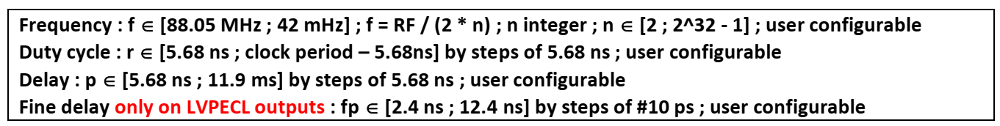 Frequency : f ∈ [88.05 MHz ; 42 mHz] ; f = RF / (2 * n) ; n integer ; n ∈ [2 ; 2^32 - 1] ; user configurable
Duty cycle : r ∈ [5.68 ns ; clock period – 5.68ns] by steps of 5.68 ns ; user configurable
Delay : p ∈ [5.68 ns ; 11.9 ms] by steps of 5.68 ns ; user configurable
Fine delay only on LVPECL outputs : fp ∈ [2.4 ns ; 12.4 ns] by steps of #10 ps ; user configurable